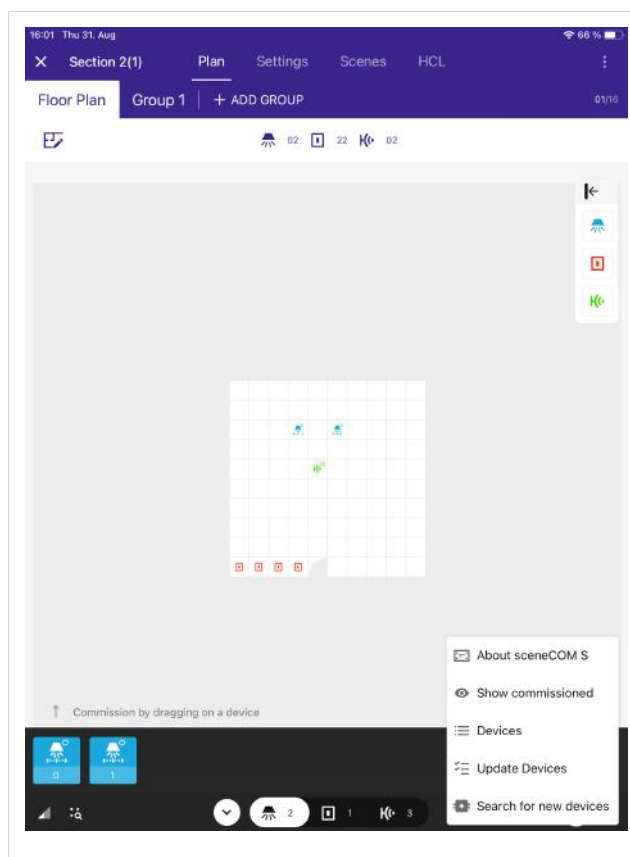 16:01 Thu 31. Aug 66 %
Section 2(1) Plan Settings Scenes HCL
Floor Plan Group 1 + ADD GROUP 01/16
02 22 02
Commission by dragging on a device
About sceneCOM S
Show commissioned
Devices
Update Devices
Search for new devices
0 1
2 1 3